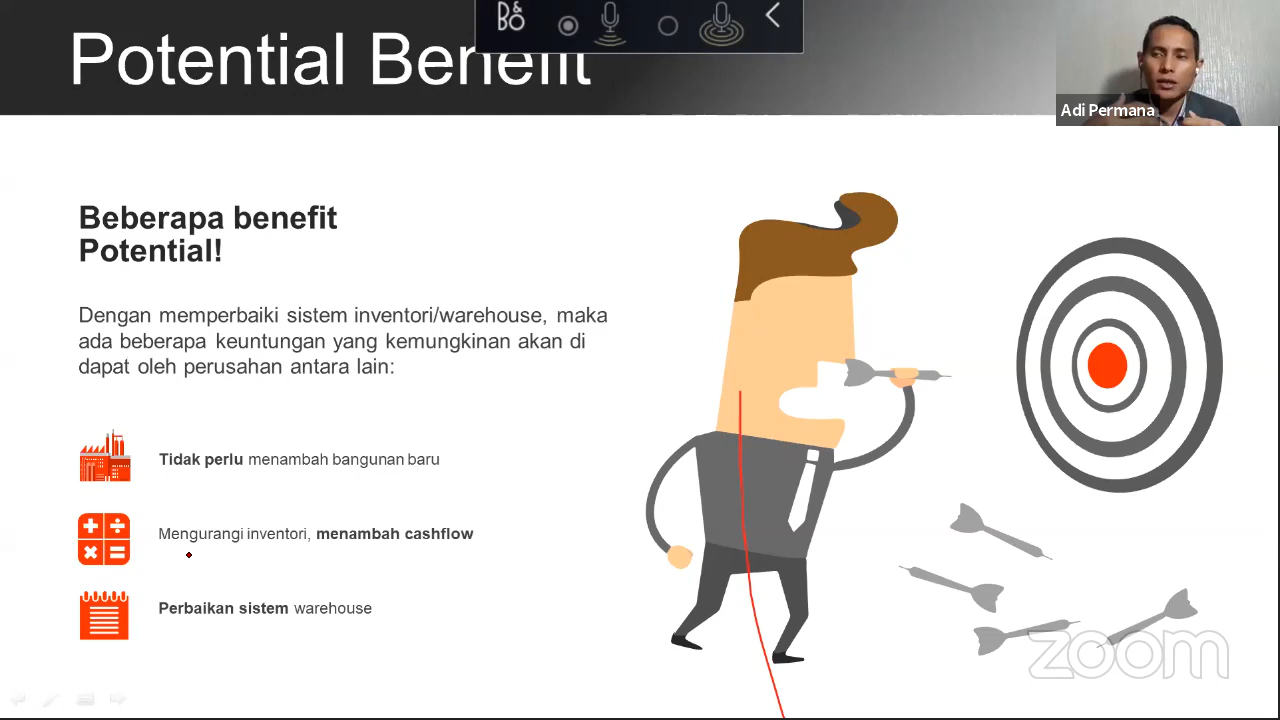 Potential Benefit
B&O
Adi Permana
Beberapa benefit
Potential!
Dengan memperbaiki sistem inventori/warehouse, maka
ada beberapa keuntungan yang kemungkinan akan di
dapat oleh perusahan antara lain:
Tidak perlu menambah bangunan baru
Mengurangi inventori, menambah cashflow
Perbaikan sistem warehouse
zoom